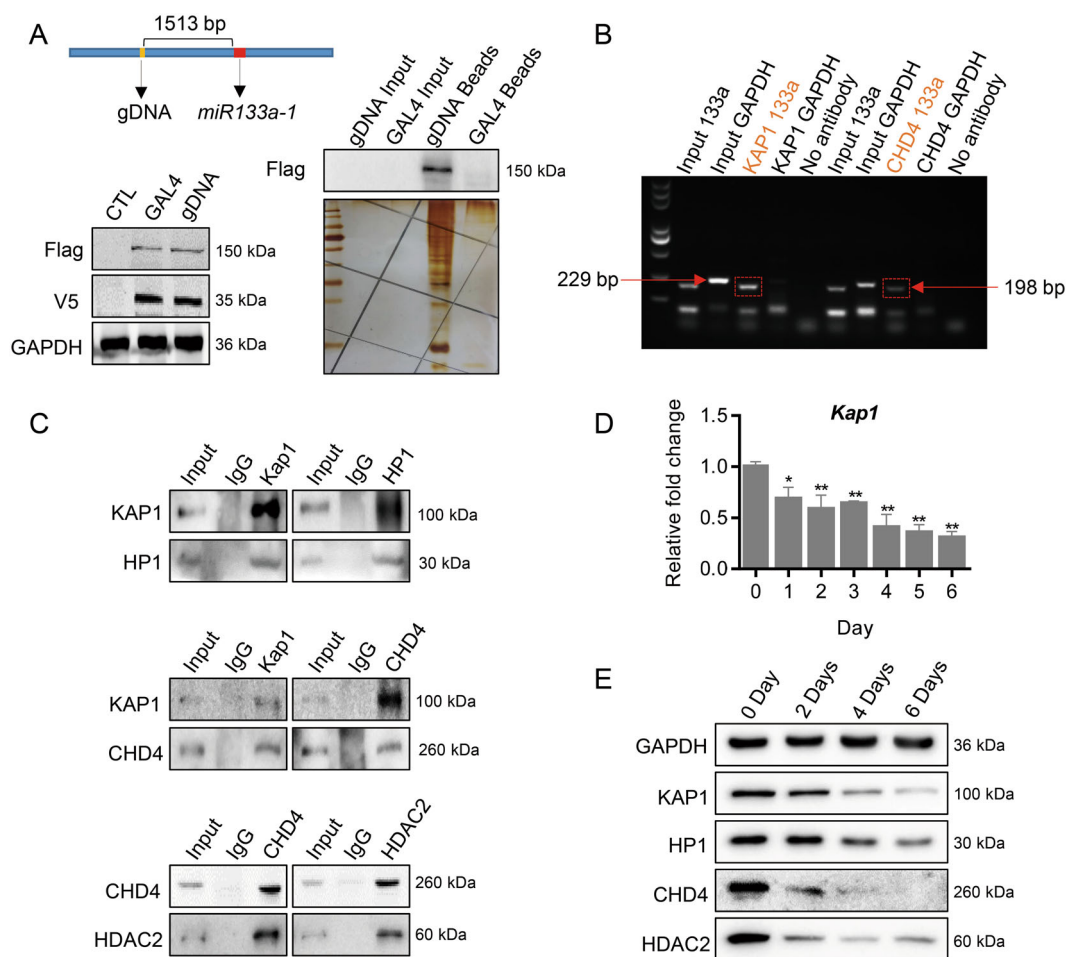 A
1513 bp
gDNA
miR133a-1
CTL
GAL4
gDNA
Flag
150 kDa
V5
35 kDa
GAPDH
36 kDa
gDNA Input
GAL4 Input
gDNA Beads
GAL4 Beads
Flag
150 kDa
B
Input 133a
Input GAPDH
KAP1 133a
KAP1 GAPDH
No antibody
Input 133a
Input GAPDH
CHD4 133a
CHD4 GAPDH
No antibody
229 bp
198 bp
C
Input
IgG
Kap1
Input
IgG
HP1
KAP1
100 kDa
HP1
30 kDa
Input
IgG
Kap1
Input
IgG
CHD4
KAP1
100 kDa
CHD4
260 kDa
Input
IgG
CHD4
Input
IgG
HDAC2
CHD4
260 kDa
HDAC2
60 kDa
D
Kap1
Relative fold change
1.5
1.0
0.5
0.0
*
**
**
**
**
**
0 1 2 3 4 5 6
Day
E
0 Day
2 Days
4 Days
6 Days
GAPDH
36 kDa
KAP1
100 kDa
HP1
30 kDa
CHD4
260 kDa
HDAC2
60 kDa